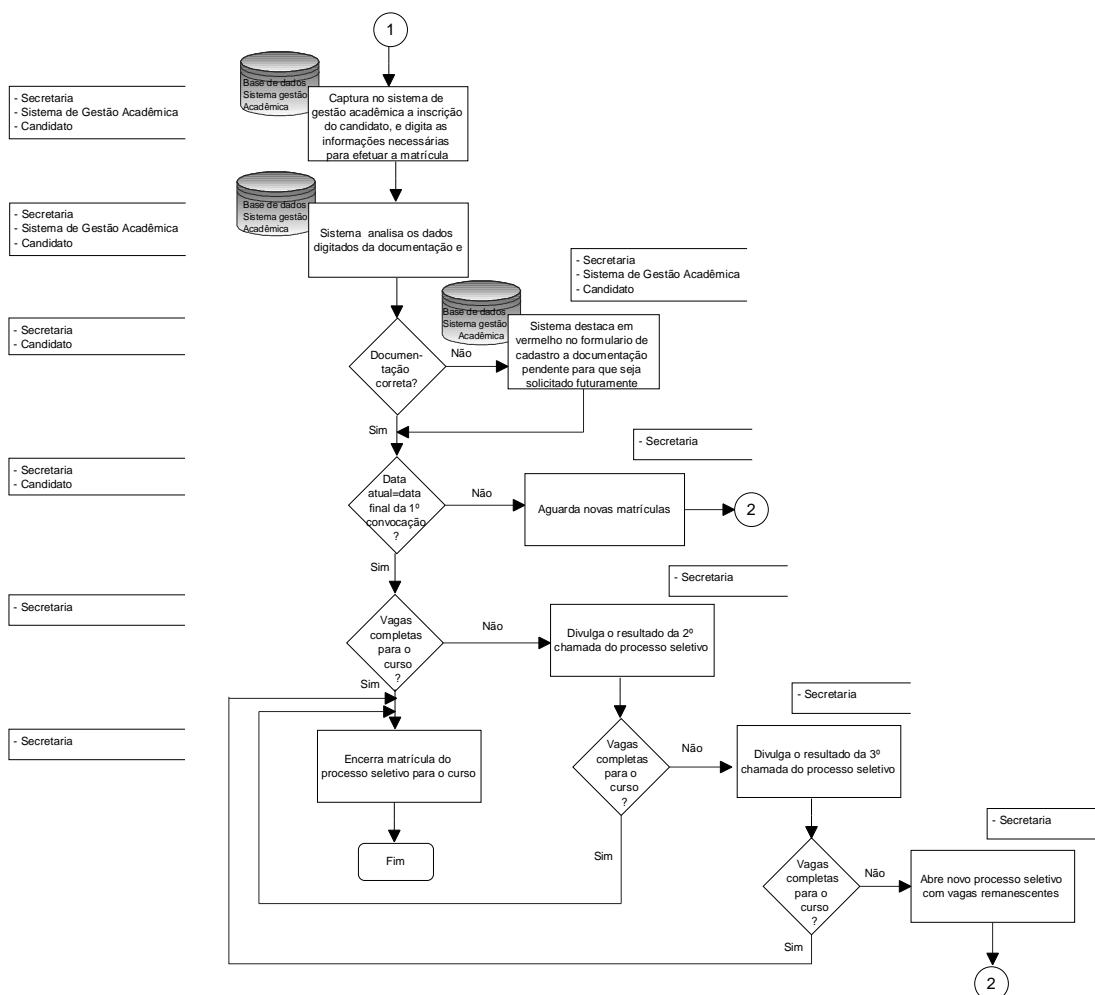 1
Base de dados
Sistema gestão
Acadêmica
- Secretaria
- Sistema de Gestão Acadêmica
- Candidato
Captura no sistema de
gestão acadêmica a inscrição
do candidato, e digita as
informações necessárias
para efetuar a matrícula
Base de dados
Sistema gestão
Acadêmica
- Secretaria
- Sistema de Gestão Acadêmica
- Candidato
Sistema analisa os dados
digitados da documentação e
- Secretaria
- Sistema de Gestão Acadêmica
- Candidato
Base de dados
Sistema gestão
Acadêmica
- Secretaria
- Candidato
Documen-
tação
correta?
Não
Sistema destaca em
vermelho no formulario de
cadastro a documentação
pendente para que seja
solicitado futuramente
Sim
- Secretaria
- Secretaria
- Candidato
Data
atual=data
final da 1º
convocação
?
Não
Aguarda novas matrículas
2
Sim
- Secretaria
- Secretaria
Vagas
completas
para o
curso
?
Não
Divulga o resultado da 2º
chamada do processo seletivo
Sim
- Secretaria
- Secretaria
Encerra matrícula do
processo seletivo para o curso
Vagas
completas
para o
curso
?
Não
Divulga o resultado da 3º
chamada do processo seletivo
Sim
- Secretaria
Fim
Vagas
completas
para o
curso
?
Não
Abre novo processo seletivo
com vagas remanescentes
Sim
2